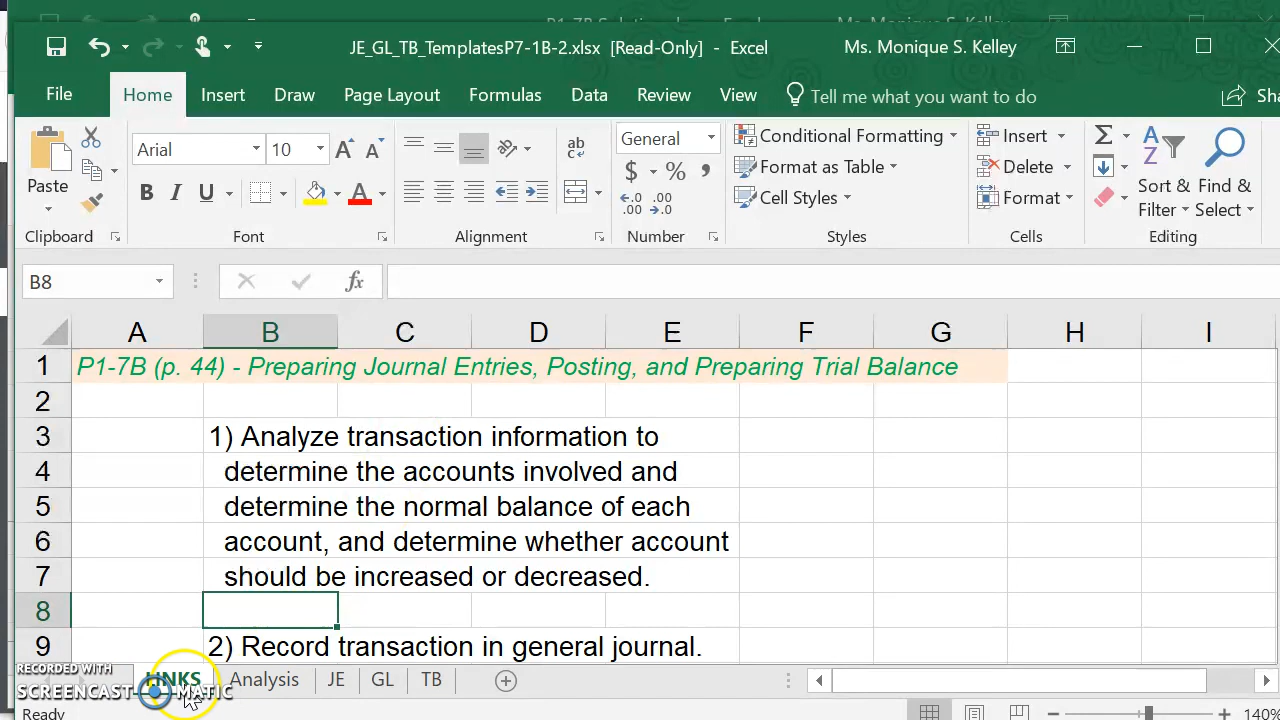 JE_GL_TB_TemplatesP7-1B-2.xlsx [Read-Only] - Excel
Ms. Monique S. Kelley
File Home Insert Draw Page Layout Formulas Data Review View Tell me what you want to do Sha
Paste
Clipboard
Arial 10
B I U
Font
ab
Alignment
General
$ % ,
.00
Number
Conditional Formatting
Format as Table
Cell Styles
Styles
Insert
Delete
Format
Cells
Sort & Filter
Find & Select
Editing
B8 fx
A B C D E F G H I
1 P1-7B (p. 44) - Preparing Journal Entries, Posting, and Preparing Trial Balance
2
3 1) Analyze transaction information to
4 determine the accounts involved and
5 determine the normal balance of each
6 account, and determine whether account
7 should be increased or decreased.
8
9 2) Record transaction in general journal.
RECORDED WITH
SCREENCAST MATIC
HNKS Analysis JE GL TB
Ready 140%